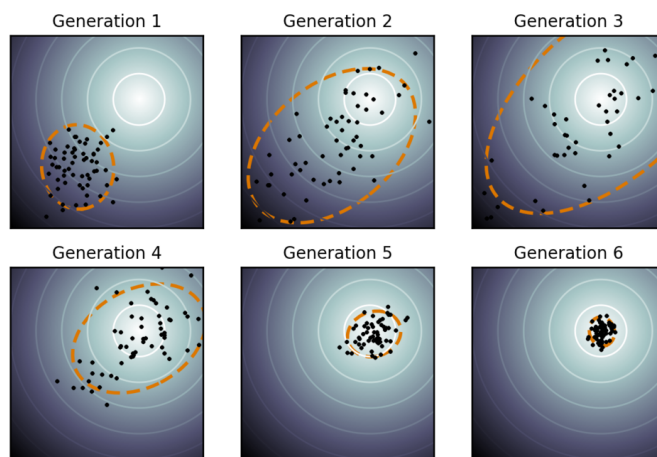 Generation 1
Generation 2
Generation 3
Generation 4
Generation 5
Generation 6